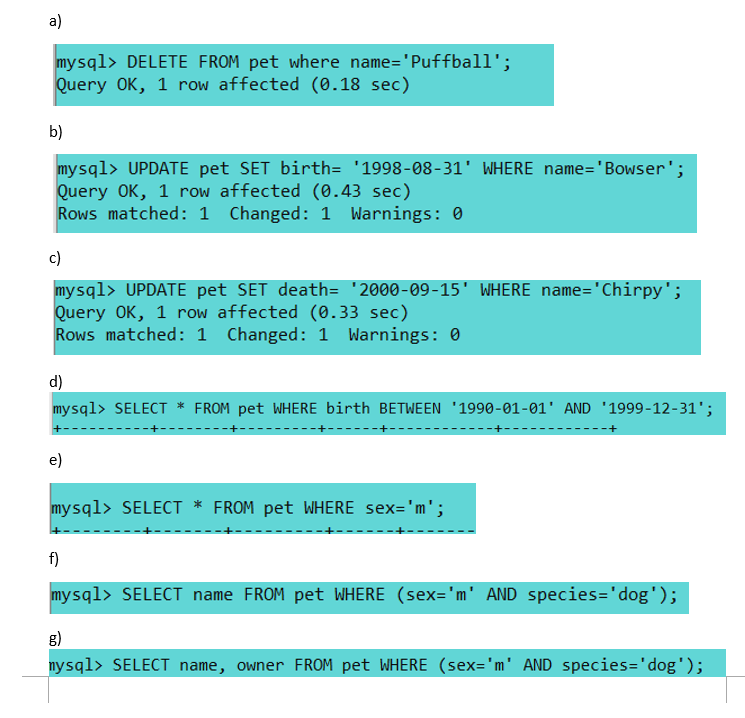 a)
mysql> DELETE FROM pet where name='Puffball';
Query OK, 1 row affected (0.18 sec)
b)
mysql> UPDATE pet SET birth= '1998-08-31' WHERE name='Bowser';
Query OK, 1 row affected (0.43 sec)
Rows matched: 1  Changed: 1  Warnings: 0
c)
mysql> UPDATE pet SET death= '2000-09-15' WHERE name='Chirpy';
Query OK, 1 row affected (0.33 sec)
Rows matched: 1  Changed: 1  Warnings: 0
d)
mysql> SELECT * FROM pet WHERE birth BETWEEN '1990-01-01' AND '1999-12-31';
+----------+--------+---------+------+------------+------------+
e)
mysql> SELECT * FROM pet WHERE sex='m';
+--------+-------+---------+------+-------
f)
mysql> SELECT name FROM pet WHERE (sex='m' AND species='dog');
g)
mysql> SELECT name, owner FROM pet WHERE (sex='m' AND species='dog');